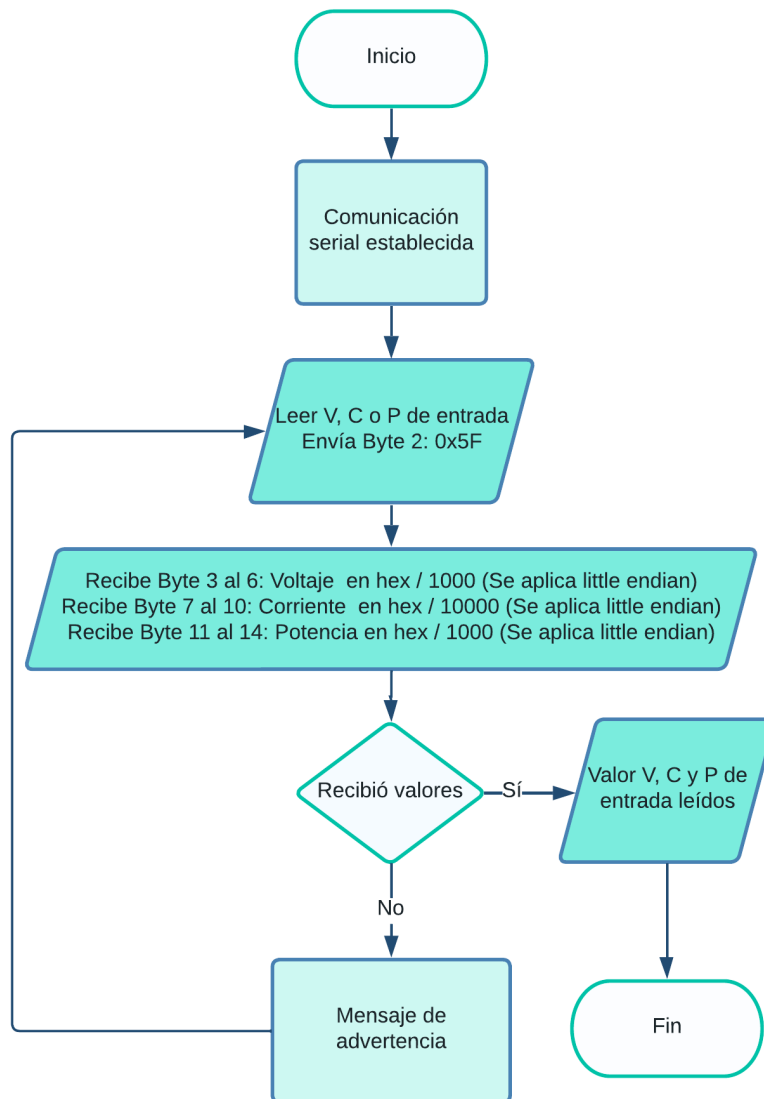 Inicio
Comunicación
serial establecida
Leer V, C o P de entrada
Envía Byte 2: 0x5F
Recibe Byte 3 al 6: Voltaje  en hex / 1000 (Se aplica little endian)
Recibe Byte 7 al 10: Corriente  en hex / 10000 (Se aplica little endian)
Recibe Byte 11 al 14: Potencia en hex / 1000 (Se aplica little endian)
Recibió valores
Sí
Valor V, C y P de
entrada leídos
No
Mensaje de
advertencia
Fin